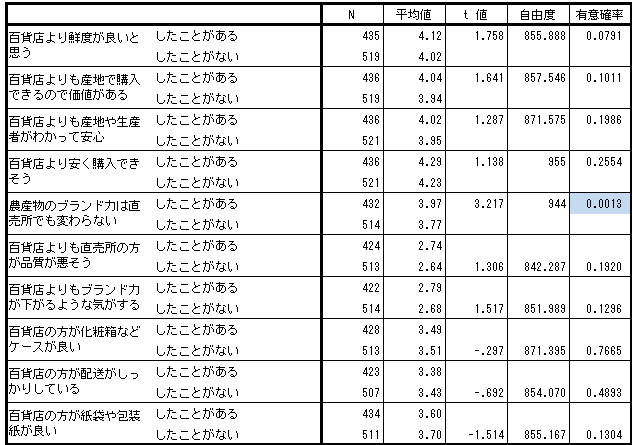 N 平均値 t 値 自由度 有意確率
百貨店より鮮度が良いと したことがある 435 4.12 1.758 855.888 0.0791
思う したことがない 519 4.02
百貨店よりも産地で購入 したことがある 436 4.04 1.641 857.546 0.1011
できるので価値がある したことがない 519 3.94
百貨店よりも産地や生産 したことがある 436 4.02 1.287 871.575 0.1986
者がわかって安心 したことがない 521 3.95
百貨店より安く購入でき したことがある 436 4.29 1.138 955 0.2554
そう したことがない 521 4.23
農産物のブランド力は直 したことがある 432 3.97 3.217 944 0.0013
売所でも変わらない したことがない 514 3.77
百貨店よりも直売所の方 したことがある 424 2.74
が品質が悪そう したことがない 513 2.64 1.306 842.287 0.1920
百貨店よりもブランド力 したことがある 422 2.79
が下がるような気がする したことがない 514 2.68 1.517 851.989 0.1296
百貨店の方が化粧箱など したことがある 428 3.49
ケースが良い したことがない 513 3.51 -.297 871.395 0.7665
百貨店の方が配送がしっ したことがある 423 3.38
かりしている したことがない 507 3.43 -.692 854.070 0.4893
百貨店の方が紙袋や包装 したことがある 434 3.60
紙が良い したことがない 511 3.70 -1.514 855.167 0.1304